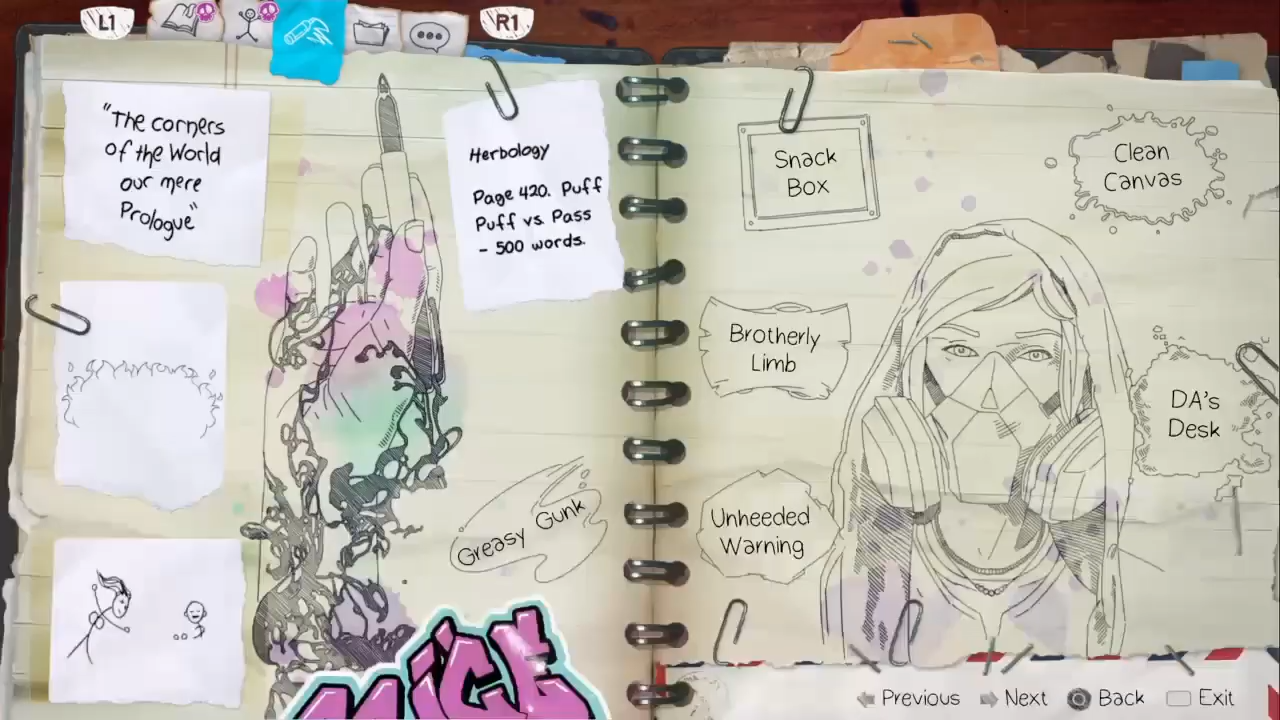 L1
R1
"The corners
of the World
our mere
Prologue"
Herbology
Page 420. Puff
Puff vs. Pass
- 500 words.
Greasy Gunk
NICE
Snack
Box
Clean
Canvas
Brotherly
Limb
DA's
Desk
Unheeded
Warning
Previous
Next
Back
Exit